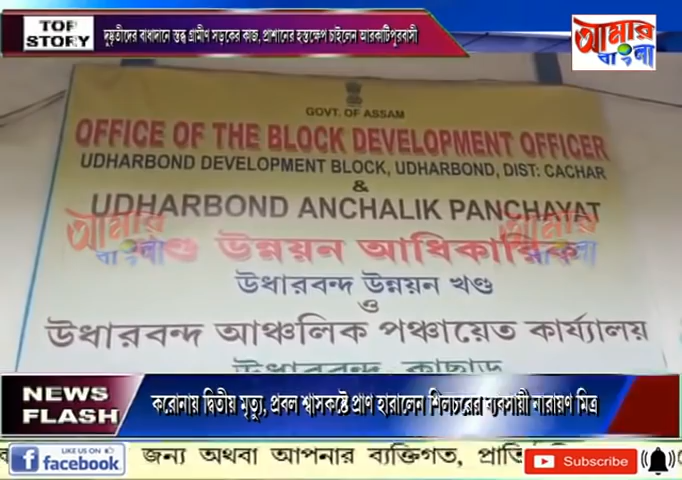 TOP
STORY
দুষ্কৃতীদের বাধাদানে স্তব্ধ গ্রামীণ সড়কের কাজ, প্রশাসনের হস্তক্ষেপ চাইলেন আরকাটিপুরবাসী
আমার
বাংলা
GOVT. OF ASSAM
OFFICE OF THE BLOCK DEVELOPMENT OFFICER
UDHARBOND DEVELOPMENT BLOCK, UDHARBOND, DIST: CACHAR
&
UDHARBOND ANCHALIK PANCHAYAT
আমার
বাংলা
উন্নয়ন আধিকারিক
উধারবন্দ উন্নয়ন খণ্ড
ও
উধারবন্দ আঞ্চলিক পঞ্চায়েত কার্য্যালয়
উধারবন্দ, কাছাড়
NEWS
FLASH
করোনায় দ্বিতীয় মৃত্যু, প্রবল শ্বাসকষ্টে প্রাণ হারালেন শিলচরের ব্যবসায়ী নারায়ণ মিত্র
LIKE US ON
facebook
জন্য অথবা আপনার ব্যক্তিগত,
Subscribe